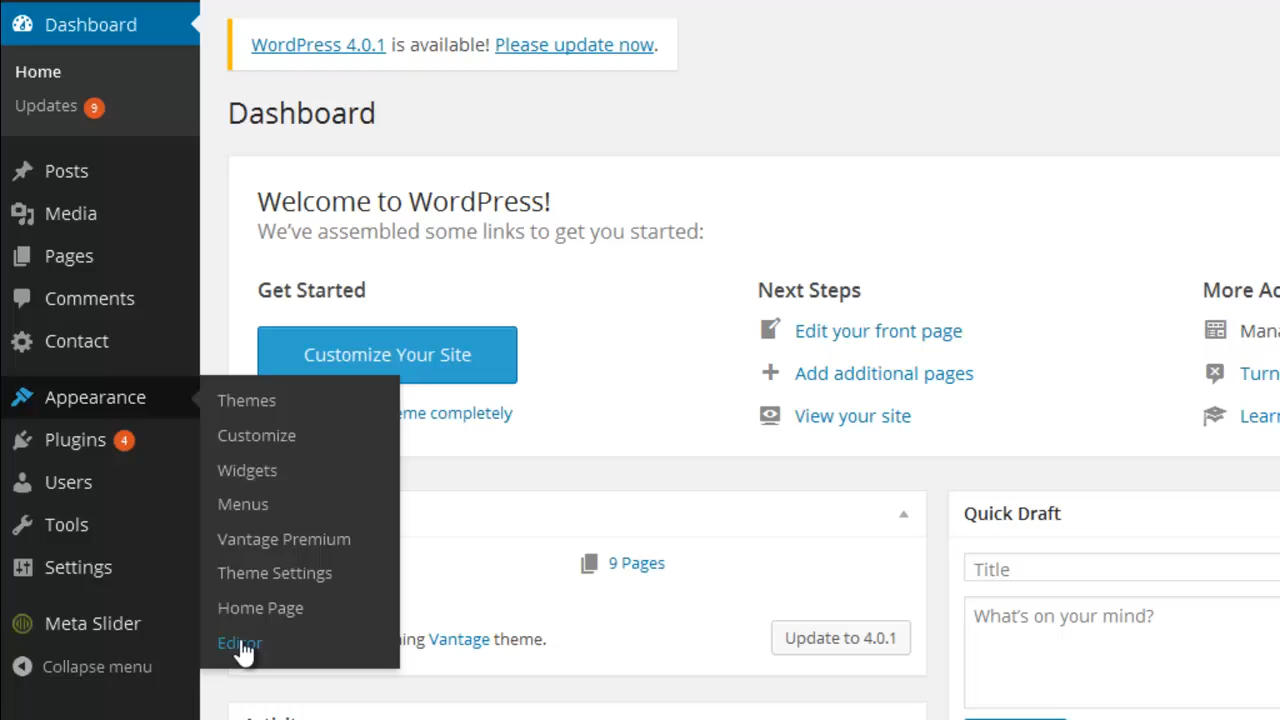 Dashboard
Home
Updates 9
Posts
Media
Pages
Comments
Contact
Appearance
Plugins 4
Users
Tools
Settings
Meta Slider
Collapse menu
Themes
Customize
Widgets
Menus
Vantage Premium
Theme Settings
Home Page
Editor
WordPress 4.0.1 is available! Please update now.
Dashboard
Welcome to WordPress!
We've assembled some links to get you started:
Get Started
Customize Your Site
eme completely
Next Steps
Edit your front page
Add additional pages
View your site
More Ac
Mana
Turn
Learn
9 Pages
ning Vantage theme.
Update to 4.0.1
Quick Draft
Title
What's on your mind?